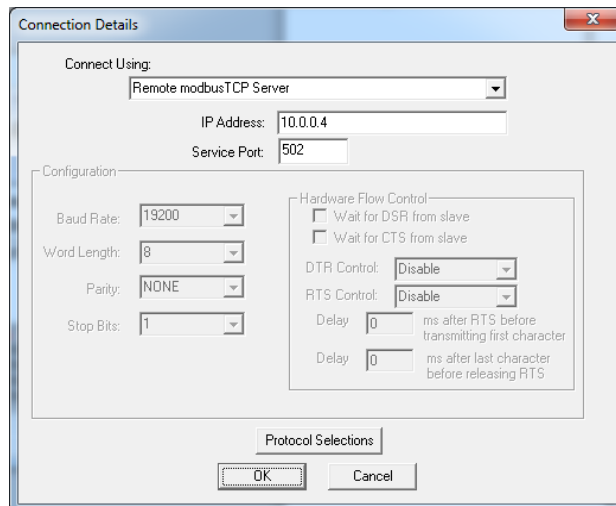 Connection Details
Connect Using:
Remote modbusTCP Server
IP Address: 10.0.0.4
Service Port: 502
Configuration
Baud Rate: 19200
Word Length: 8
Parity: NONE
Stop Bits: 1
Hardware Flow Control
Wait for DSR from slave
Wait for CTS from slave
DTR Control: Disable
RTS Control: Disable
Delay 0 ms after RTS before
transmitting first character
Delay 0 ms after last character
before releasing RTS
Protocol Selections
OK Cancel